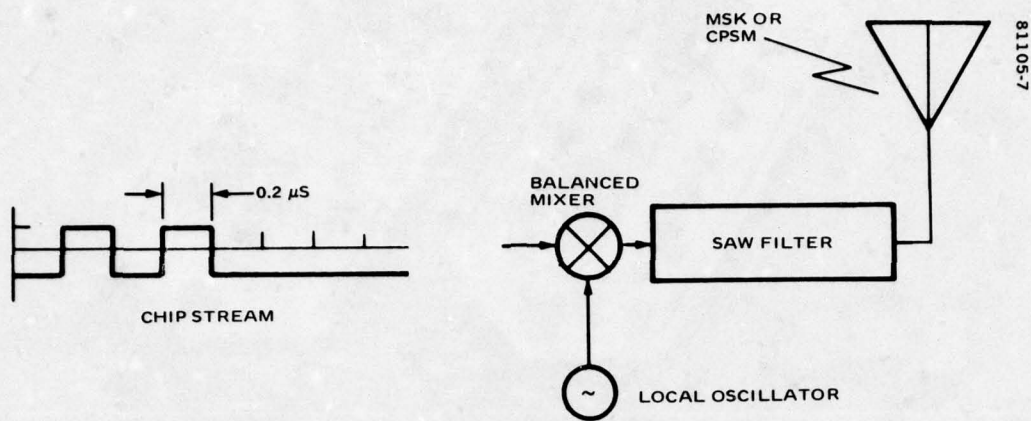 MSK OR
CPSM
81105-7
0.2 μS
BALANCED
MIXER
SAW FILTER
CHIP STREAM
~
LOCAL OSCILLATOR